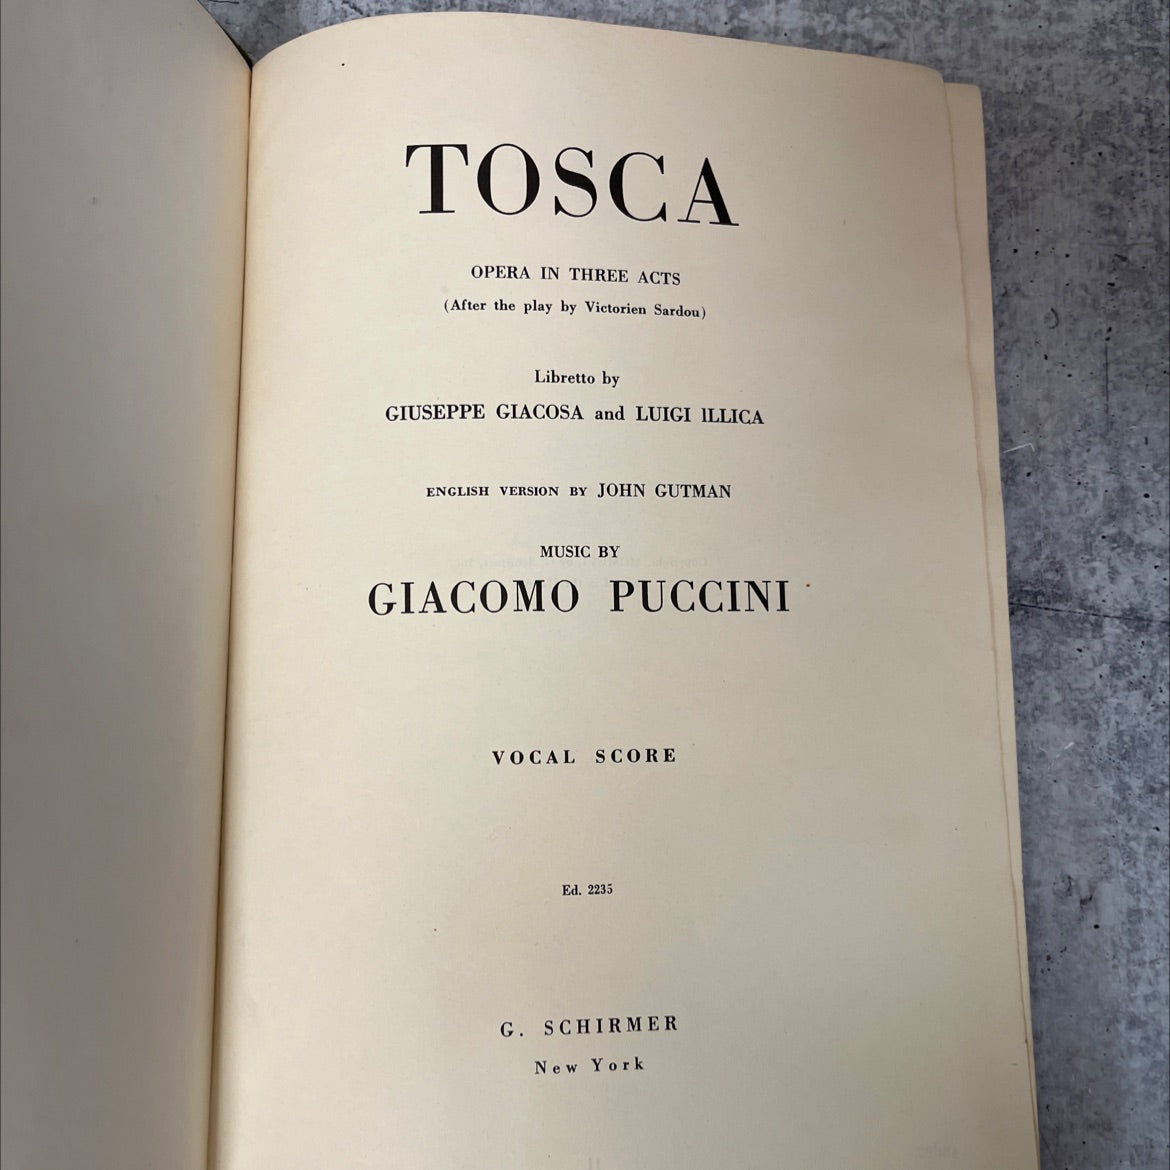 TOSCA
OPERA IN THREE ACTS
(After the play by Victorien Sardou)
Libretto by
GIUSEPPE GIACOSA and LUIGI ILLICA
ENGLISH VERSION BY JOHN GUTMAN
MUSIC BY
GIACOMO PUCCINI
VOCAL SCORE
Ed. 2235
G. SCHIRMER
New York